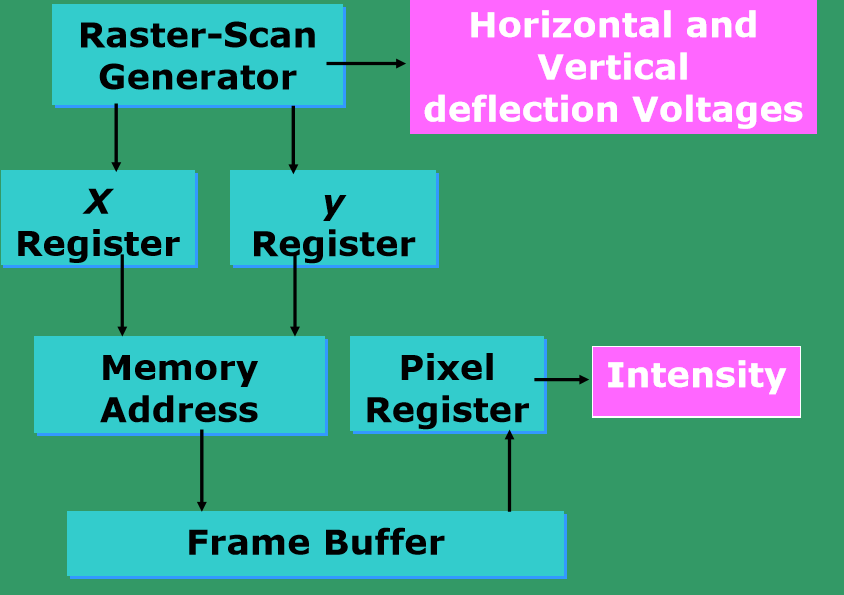 Raster-Scan
Generator
Horizontal and
Vertical
deflection Voltages
X
Register
y
Register
Memory
Address
Pixel
Register
Intensity
Frame Buffer